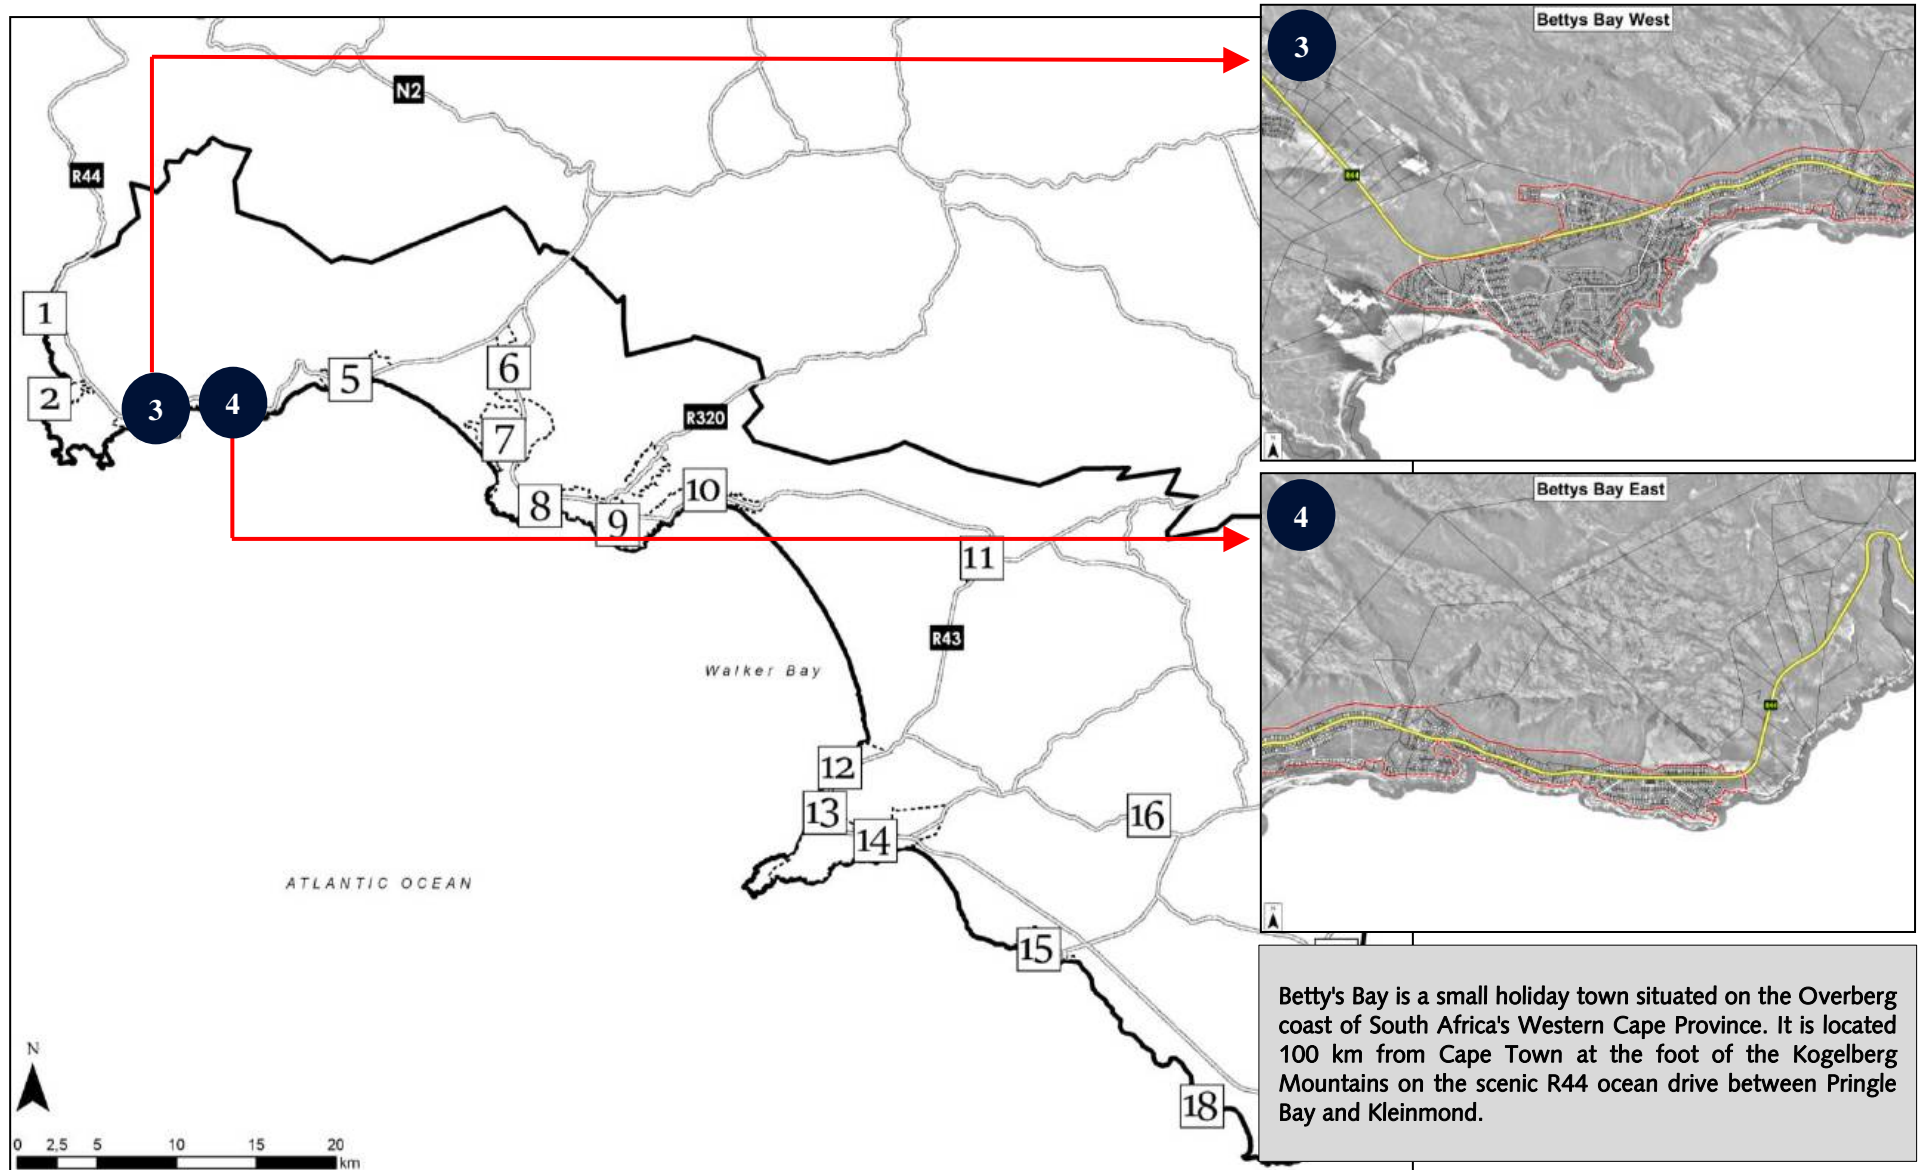 N2
R44
1
2
3
4
5
6
7
R320
8
9
10
11
R43
Walker Bay
12
13
14
16
ATLANTIC OCEAN
15
18
N
0 2,5 5 10 15 20
km
3
Bettys Bay West
R44
N
4
Bettys Bay East
R44
N
Betty's Bay is a small holiday town situated on the Overberg
coast of South Africa's Western Cape Province. It is located
100 km from Cape Town at the foot of the Kogelberg
Mountains on the scenic R44 ocean drive between Pringle
Bay and Kleinmond.